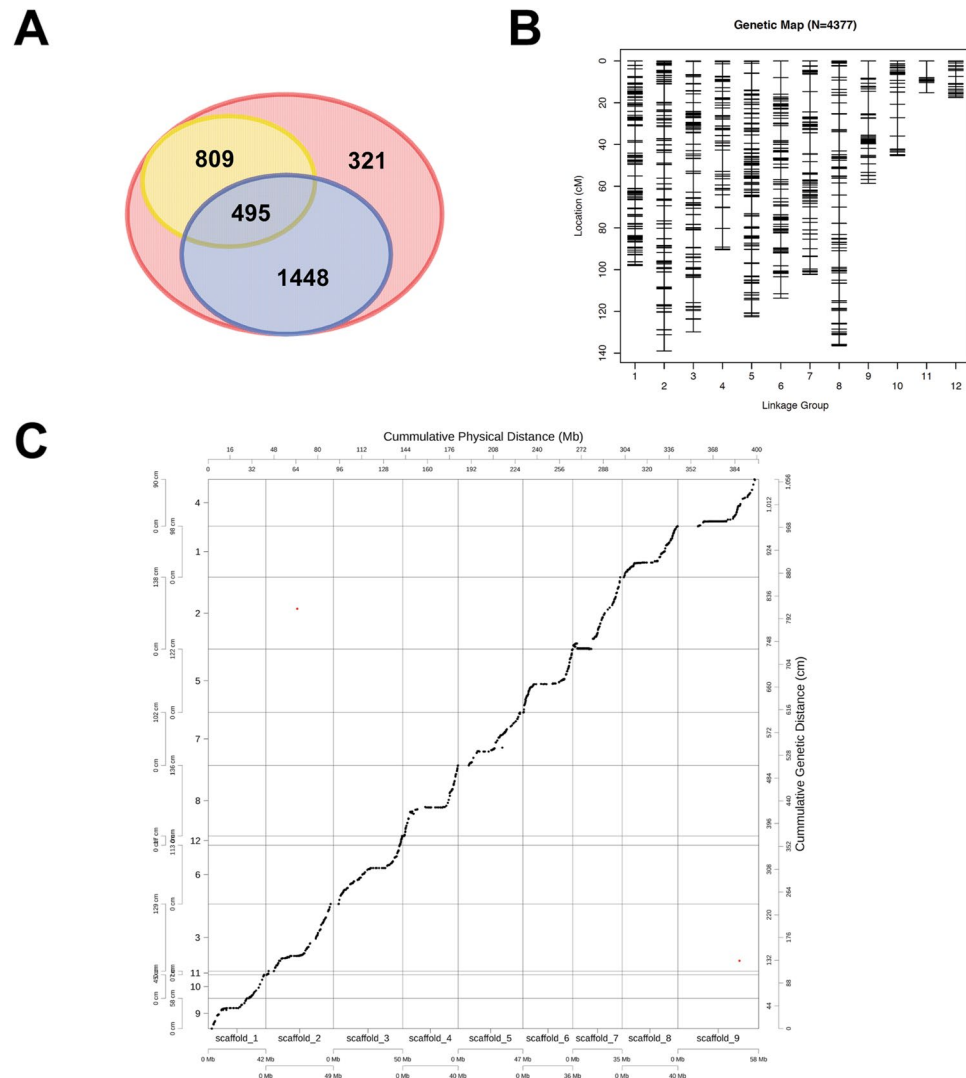 A
809
321
495
1448
B
Genetic Map (N=4377)
Location (cM)
0
20
40
60
80
100
120
140
1 2 3 4 5 6 7 8 9 10 11 12
Linkage Group
C
Cummulative Physical Distance (Mb)
16 48 80 112 144 176 208 240 272 304 336 368 400
0 32 64 96 128 160 192 224 256 288 320 352 384
90 cm
0 cm
98 cm
0 cm
138 cm
0 cm
122 cm
0 cm
102 cm
0 cm
136 cm
0 cm
113 cm
0 cm
129 cm
0 cm
58 cm
0 cm
4
1
2
5
7
8
12
6
3
11
10
9
1,056
1,012
968
924
880
836
792
748
704
660
616
572
528
484
440
396
352
308
264
220
176
132
88
44
0
Cummulative Genetic Distance (cm)
scaffold_1 scaffold_2 scaffold_3 scaffold_4 scaffold_5 scaffold_6 scaffold_7 scaffold_8 scaffold_9
0 Mb 42 Mb 0 Mb 50 Mb 0 Mb 47 Mb 0 Mb 35 Mb 0 Mb 58 Mb
0 Mb 49 Mb 0 Mb 40 Mb 0 Mb 36 Mb 0 Mb 40 Mb